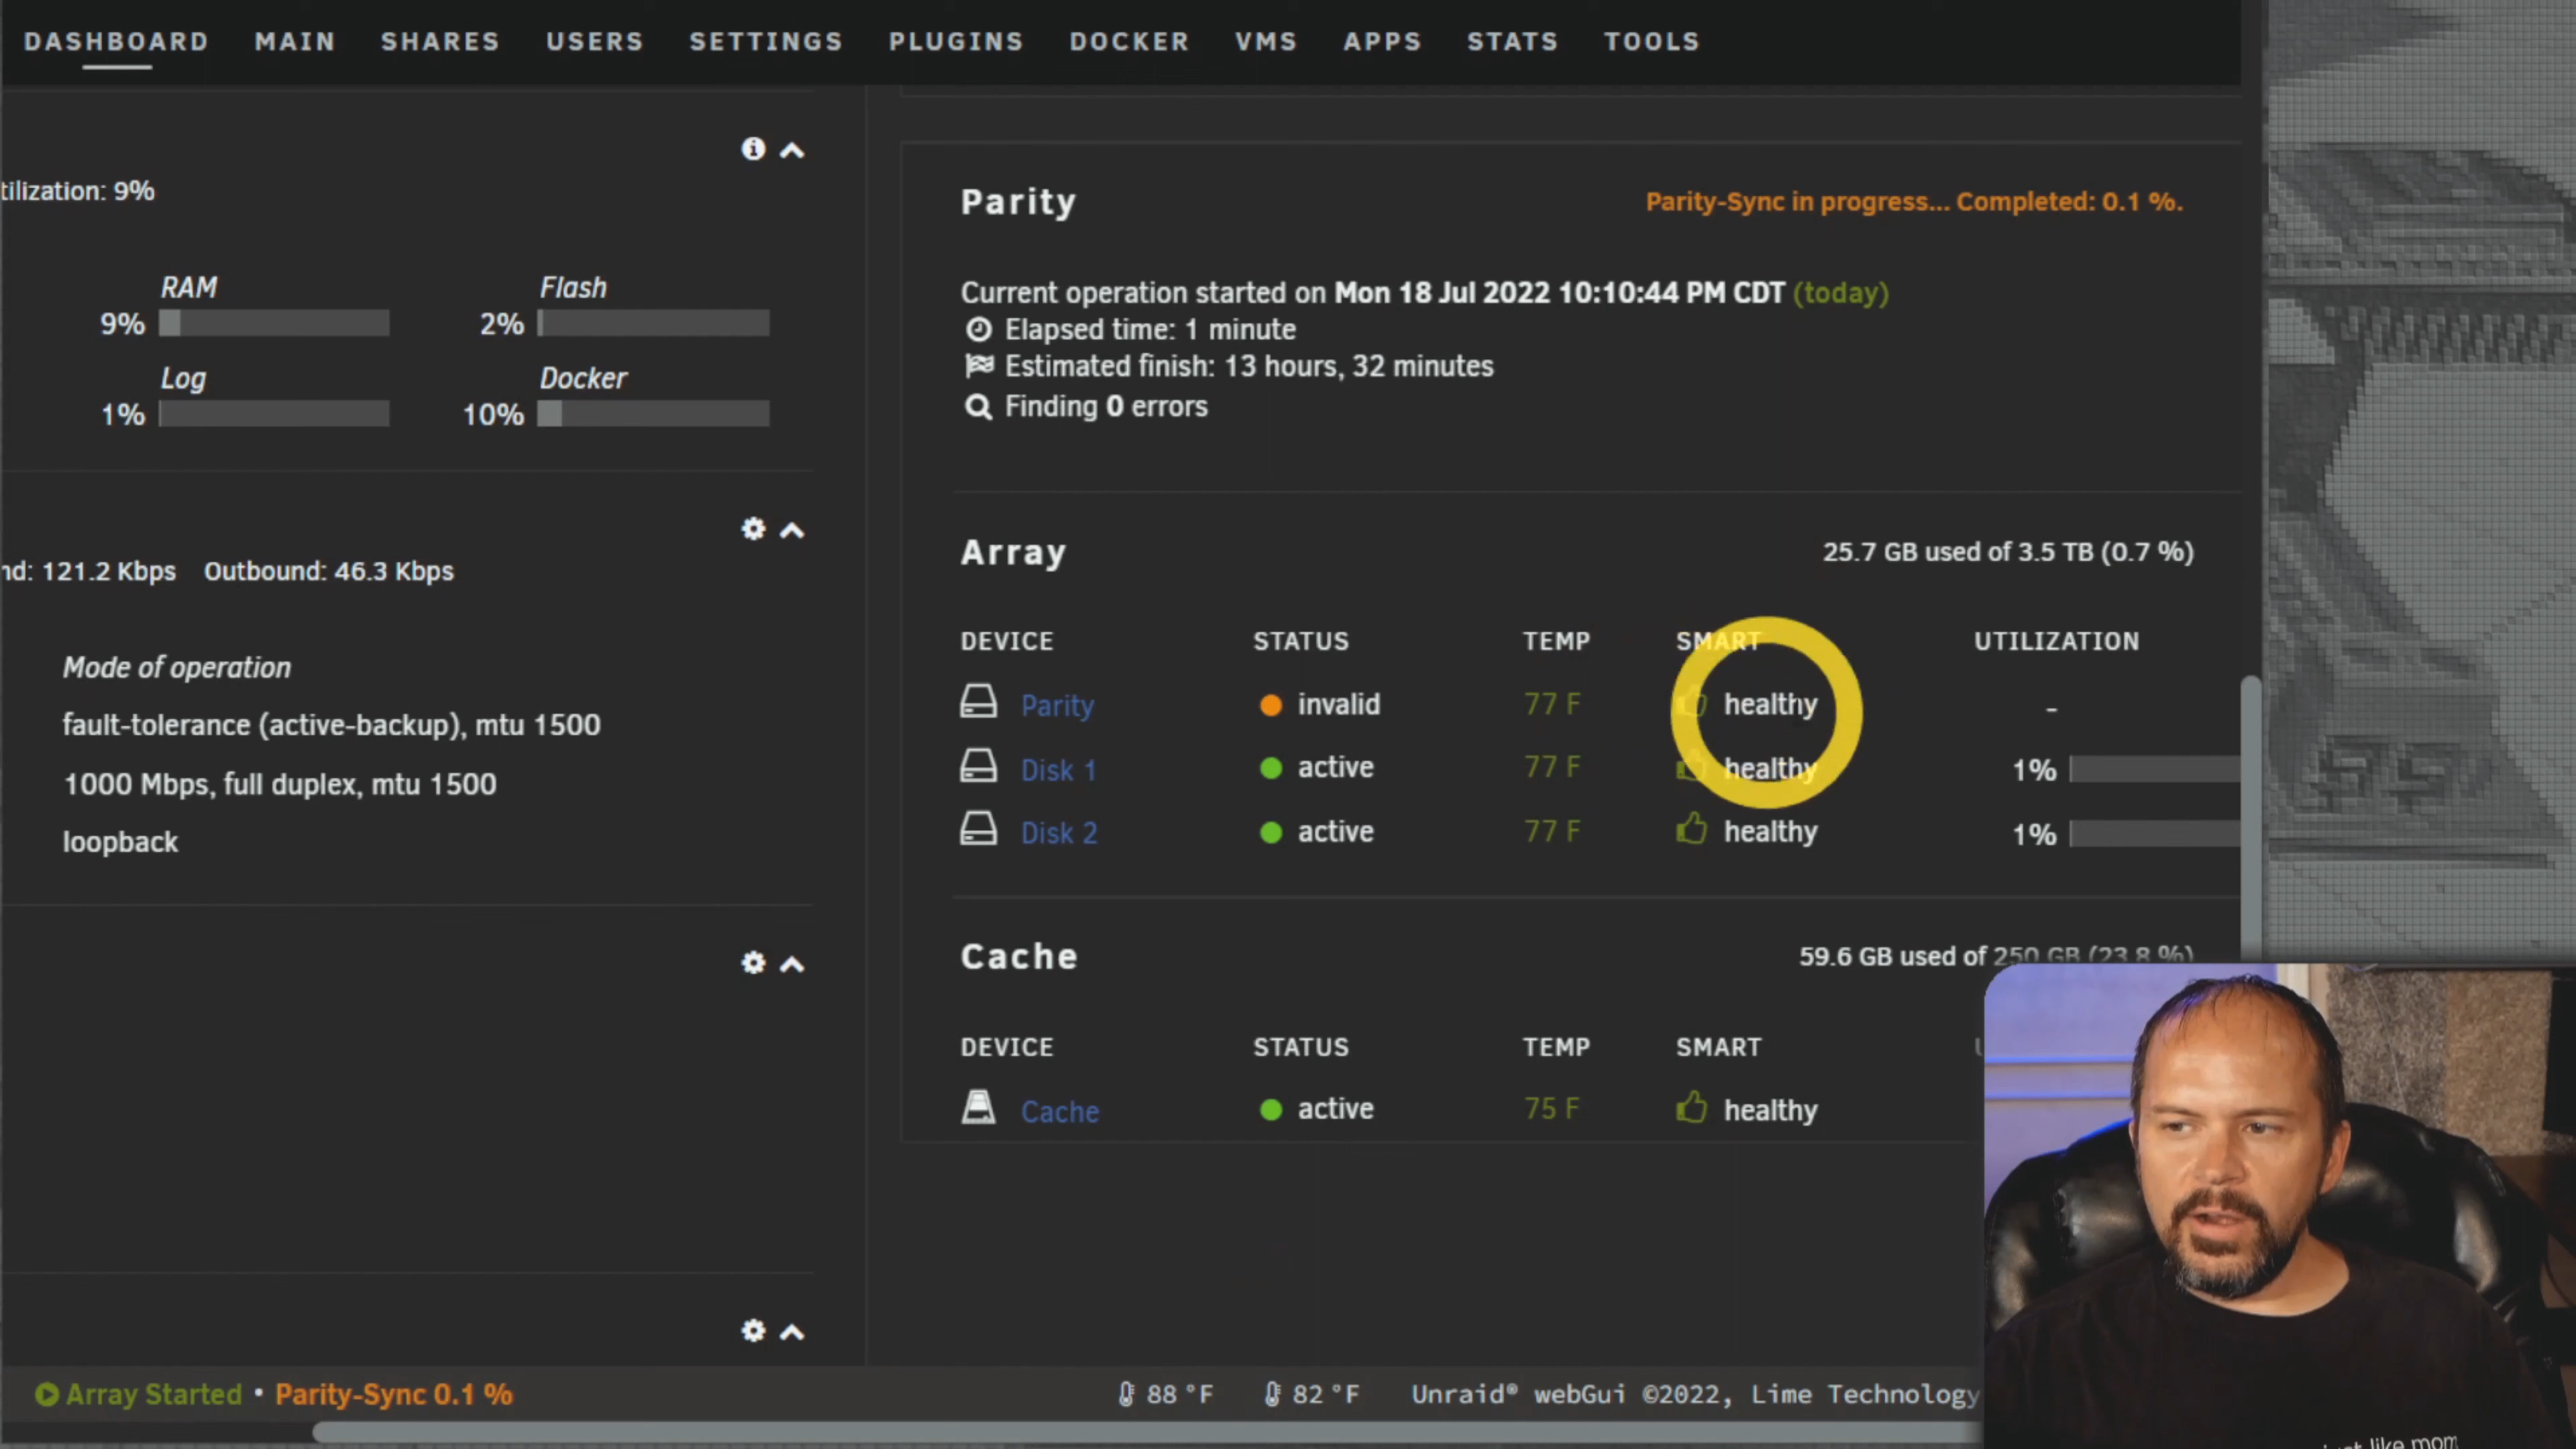 DASHBOARD MAIN SHARES USERS SETTINGS PLUGINS DOCKER VMS APPS STATS TOOLS
tilization: 9%
RAM Flash
9% 2%
Log Docker
1% 10%
nd: 121.2 Kbps Outbound: 46.3 Kbps
Mode of operation
fault-tolerance (active-backup), mtu 1500
1000 Mbps, full duplex, mtu 1500
loopback
Parity Parity-Sync in progress... Completed: 0.1 %.
Current operation started on Mon 18 Jul 2022 10:10:44 PM CDT (today)
Elapsed time: 1 minute
Estimated finish: 13 hours, 32 minutes
Finding 0 errors
Array 25.7 GB used of 3.5 TB (0.7 %)
DEVICE STATUS TEMP SMART UTILIZATION
Parity invalid 77 F healthy -
Disk 1 active 77 F healthy 1%
Disk 2 active 77 F healthy 1%
Cache 59.6 GB used of 250 GB (23.8 %)
DEVICE STATUS TEMP SMART
Cache active 75 F healthy
Array Started • Parity-Sync 0.1 % 88 °F 82 °F Unraid® webGui ©2022, Lime Technology
just like mom